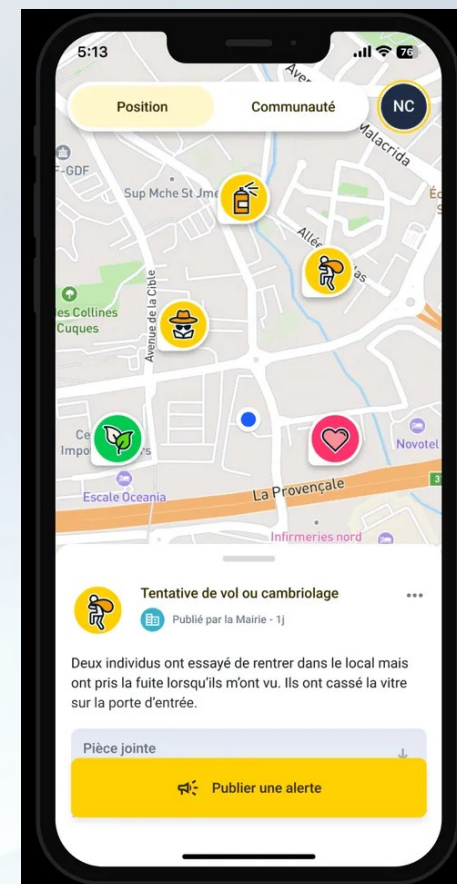 5:13
76
Position
Communauté
NC
Malacrida
F-GDF
Sup Mche St Jme
Avenue de la Cible
es Collines
Cuques
Escale Oceania
Novotel
La Provençale
Infirmeries nord
Tentative de vol ou cambriolage
Publié par la Mairie - 1j
Deux individus ont essayé de rentrer dans le local mais
ont pris la fuite lorsqu'ils m'ont vu. Ils ont cassé la vitre
sur la porte d'entrée.
Pièce jointe
Publier une alerte